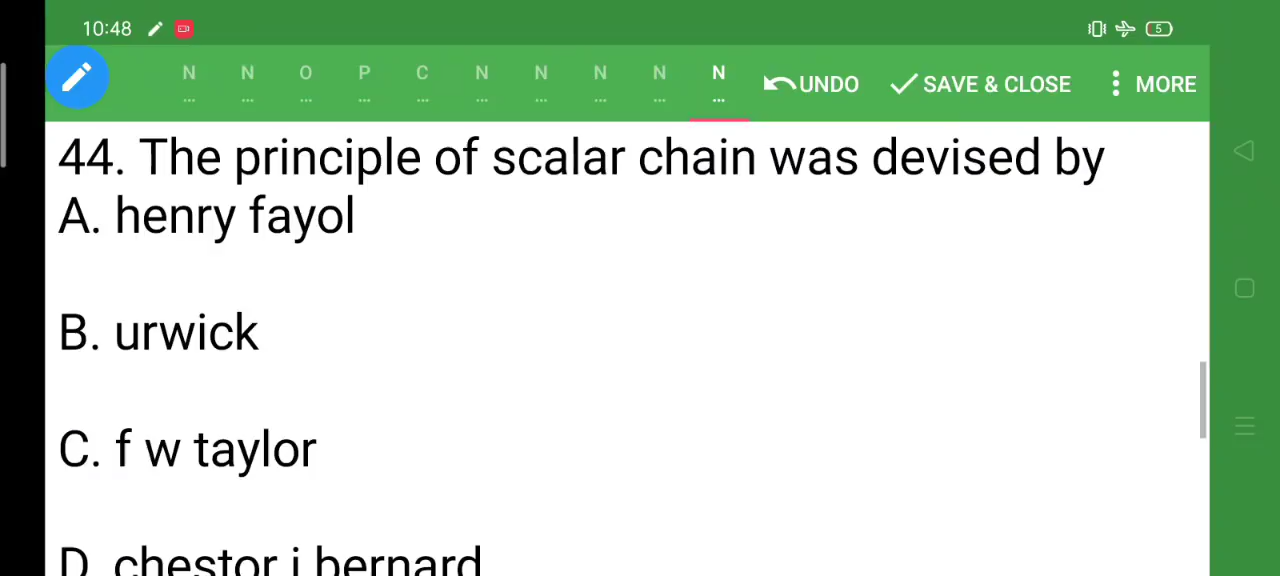 10:48
5
N N O P C N N N N N
... ... ... ... ... ... ... ... ... ...
UNDO SAVE & CLOSE MORE
44. The principle of scalar chain was devised by
A. henry fayol
B. urwick
C. f w taylor
D. chestor i bernard